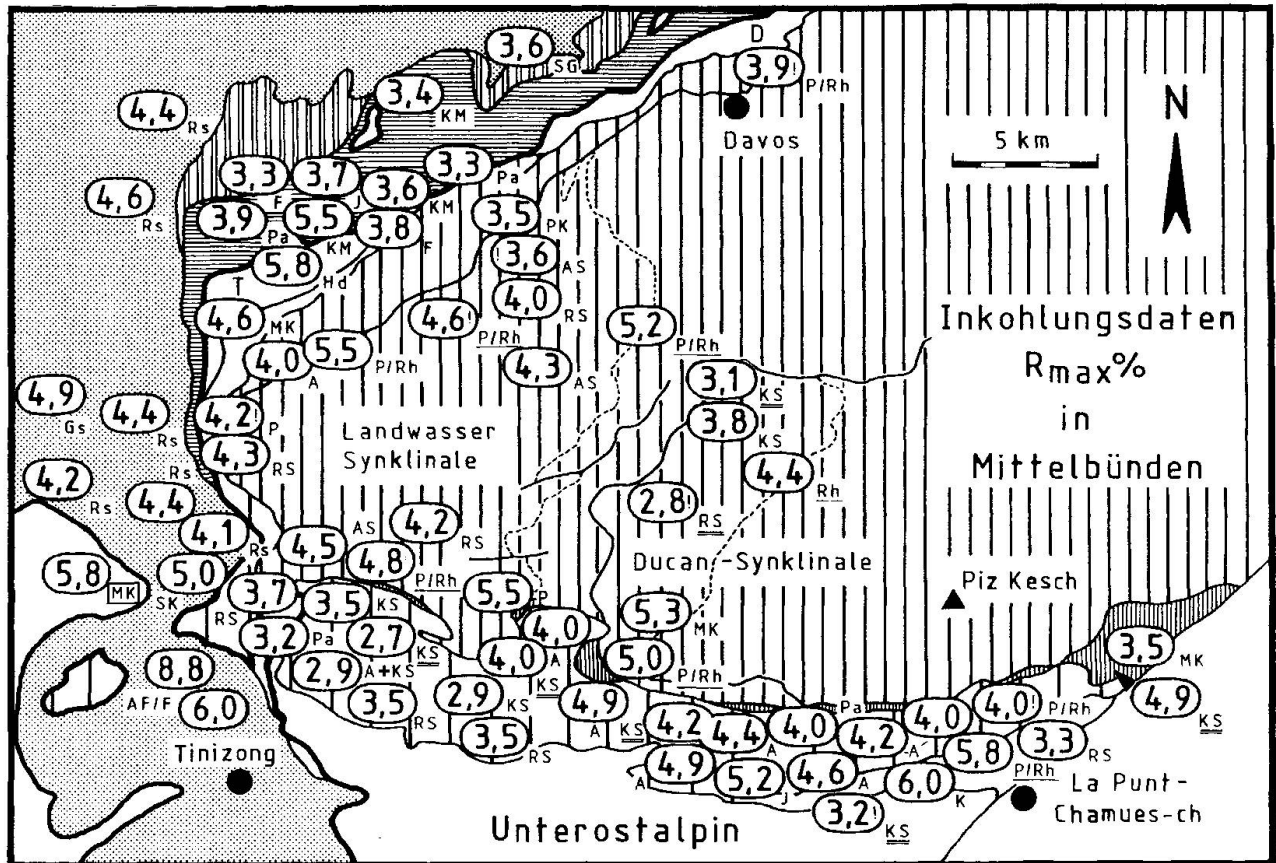 3,6
SG
D
3,9!
P/Rh
Davos
N
5 km
4,4
Rs
3,4
KM
3,3
F
3,7
J
3,6
KM
3,3
Pa
4,6
Rs
3,9
Pa
5,5
KM
3,8
F
3,5
PK
5,8
Hd
!3,6
AS
T
4,6
MK
4,6!
P/Rh
4,0
RS
5,2
P/Rh
4,0
A
5,5
P/Rh
4,3
AS
3,1
KS
3,8
KS
Inkohlungsdaten
Rmax%
in
Mittelbünden
4,9
Gs
4,4
Rs
4,2!
P
4,3
RS
Landwasser
Synklinale
4,4
Rh
4,2
Rs
Rs
4,4
4,1
Rs
2,8!
RS
4,5
AS
4,8
P/Rh
4,2
RS
Ducan-Synklinale
5,8
MK
5,0
SK
3,7
RS
3,5
KS
5,5
P
Piz Kesch
3,2
Pa
2,7
KS
4,0
A
5,3
MK
2,9
A+KS
4,0
KS
5,0
P/Rh
3,5
MK
8,8
AF/F
6,0
3,5
RS
2,9
KS
3,5
RS
4,9
A
4,9
KS
KS
4,2
4,4
A
4,0
Pa
4,2
A
4,0
4,0!
P/Rh
Tinizong
4,9
A
5,2
J
4,6
A
6,0
K
5,8
P/Rh
3,3
RS
3,2!
KS
La Punt-
Chamues-ch
Unterostalpin